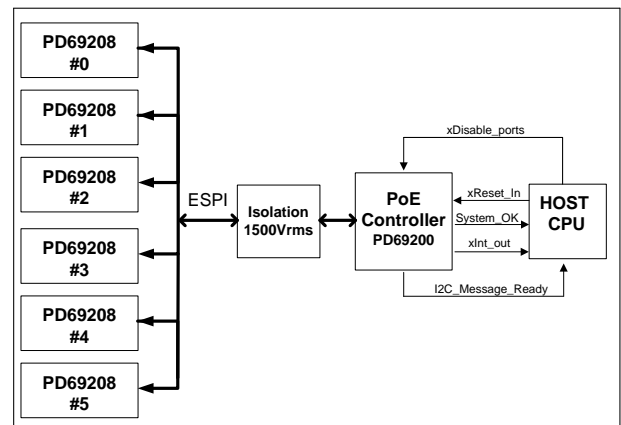 PD69208
#0
PD69208
#1
PD69208
#2
PD69208
#3
PD69208
#4
PD69208
#5
ESPI
Isolation
1500Vrms
PoE
Controller
PD69200
xDisable_ports
xReset_In
System_OK
xInt_out
I2C_Message_Ready
HOST
CPU